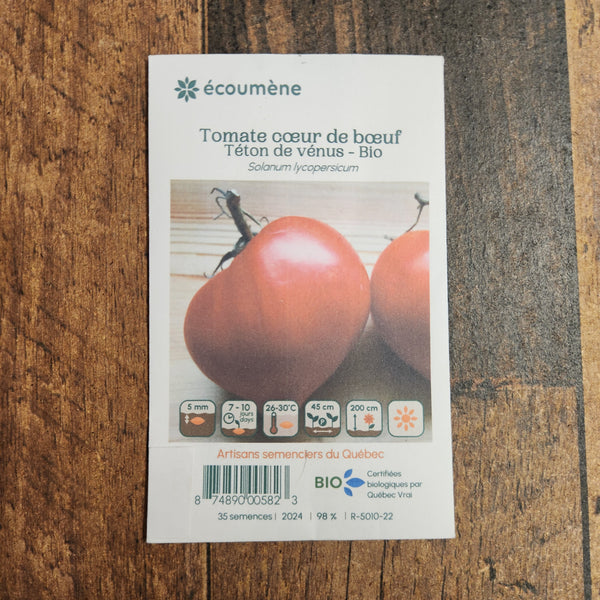 écoumène
Tomate cœur de bœuf
Téton de vénus - Bio
Solanum lycopersicum
5 mm
7 - 10
jours
days
26-30°C
45 cm
200 cm
Artisans semenciers du Québec
8 74890 00582 3
BIO
Certifiées
biologiques par
Québec Vrai
35 semences | 2024 | 98 % | R-5010-22